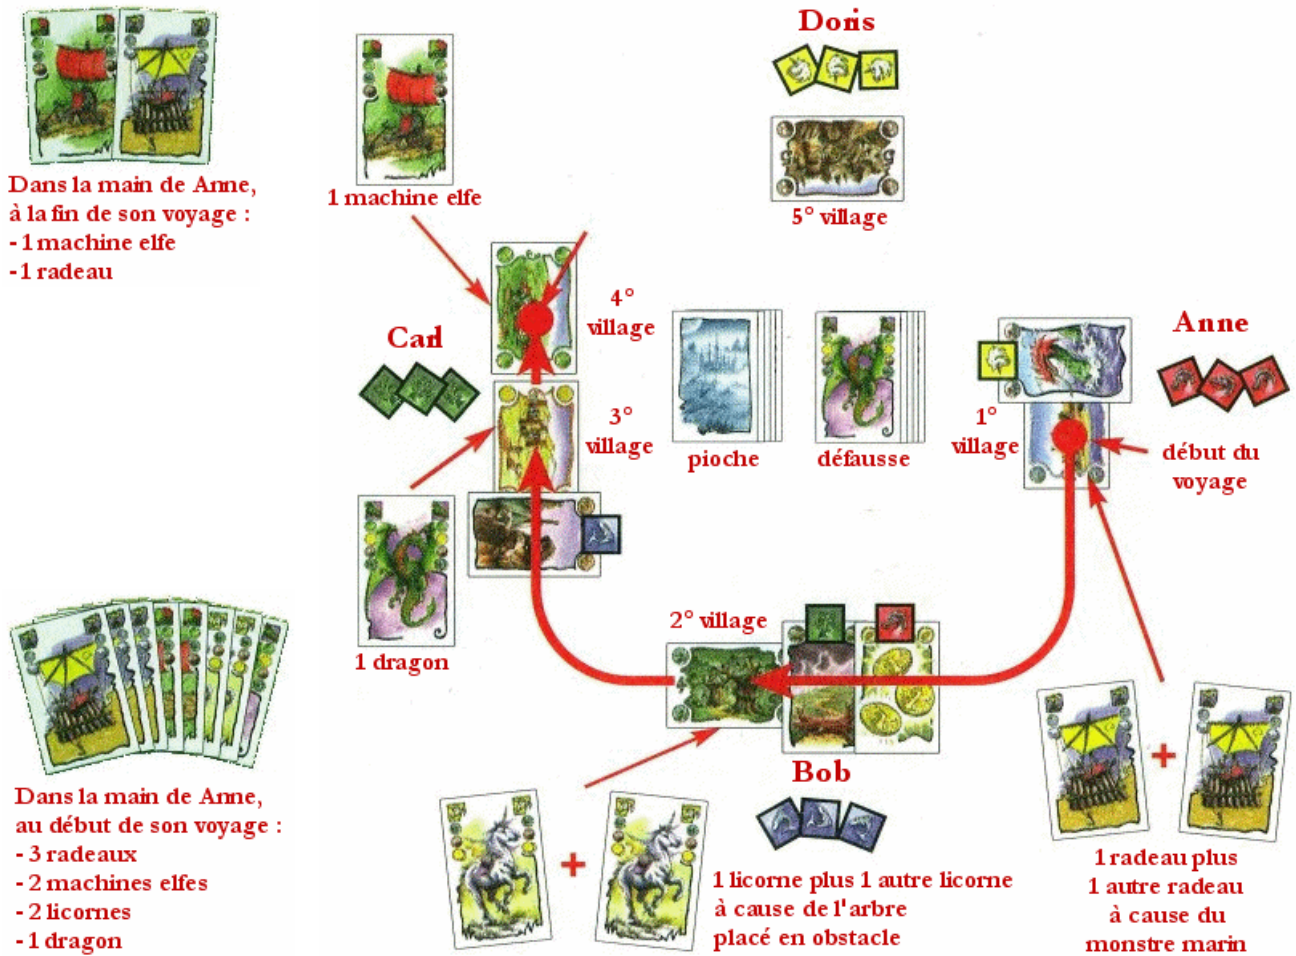 Doris
5° village
1 machine elfe
Dans la main de Anne,
à la fin de son voyage :
- 1 machine elfe
- 1 radeau
4°
village
Carl
3°
village
pioche
défausse
Anne
1°
village
début du
voyage
1 dragon
2° village
Bob
Dans la main de Anne,
au début de son voyage :
- 3 radeaux
- 2 machines elfes
- 2 licornes
- 1 dragon
+
1 licorne plus 1 autre licorne
à cause de l'arbre
placé en obstacle
+
1 radeau plus
1 autre radeau
à cause du
monstre marin